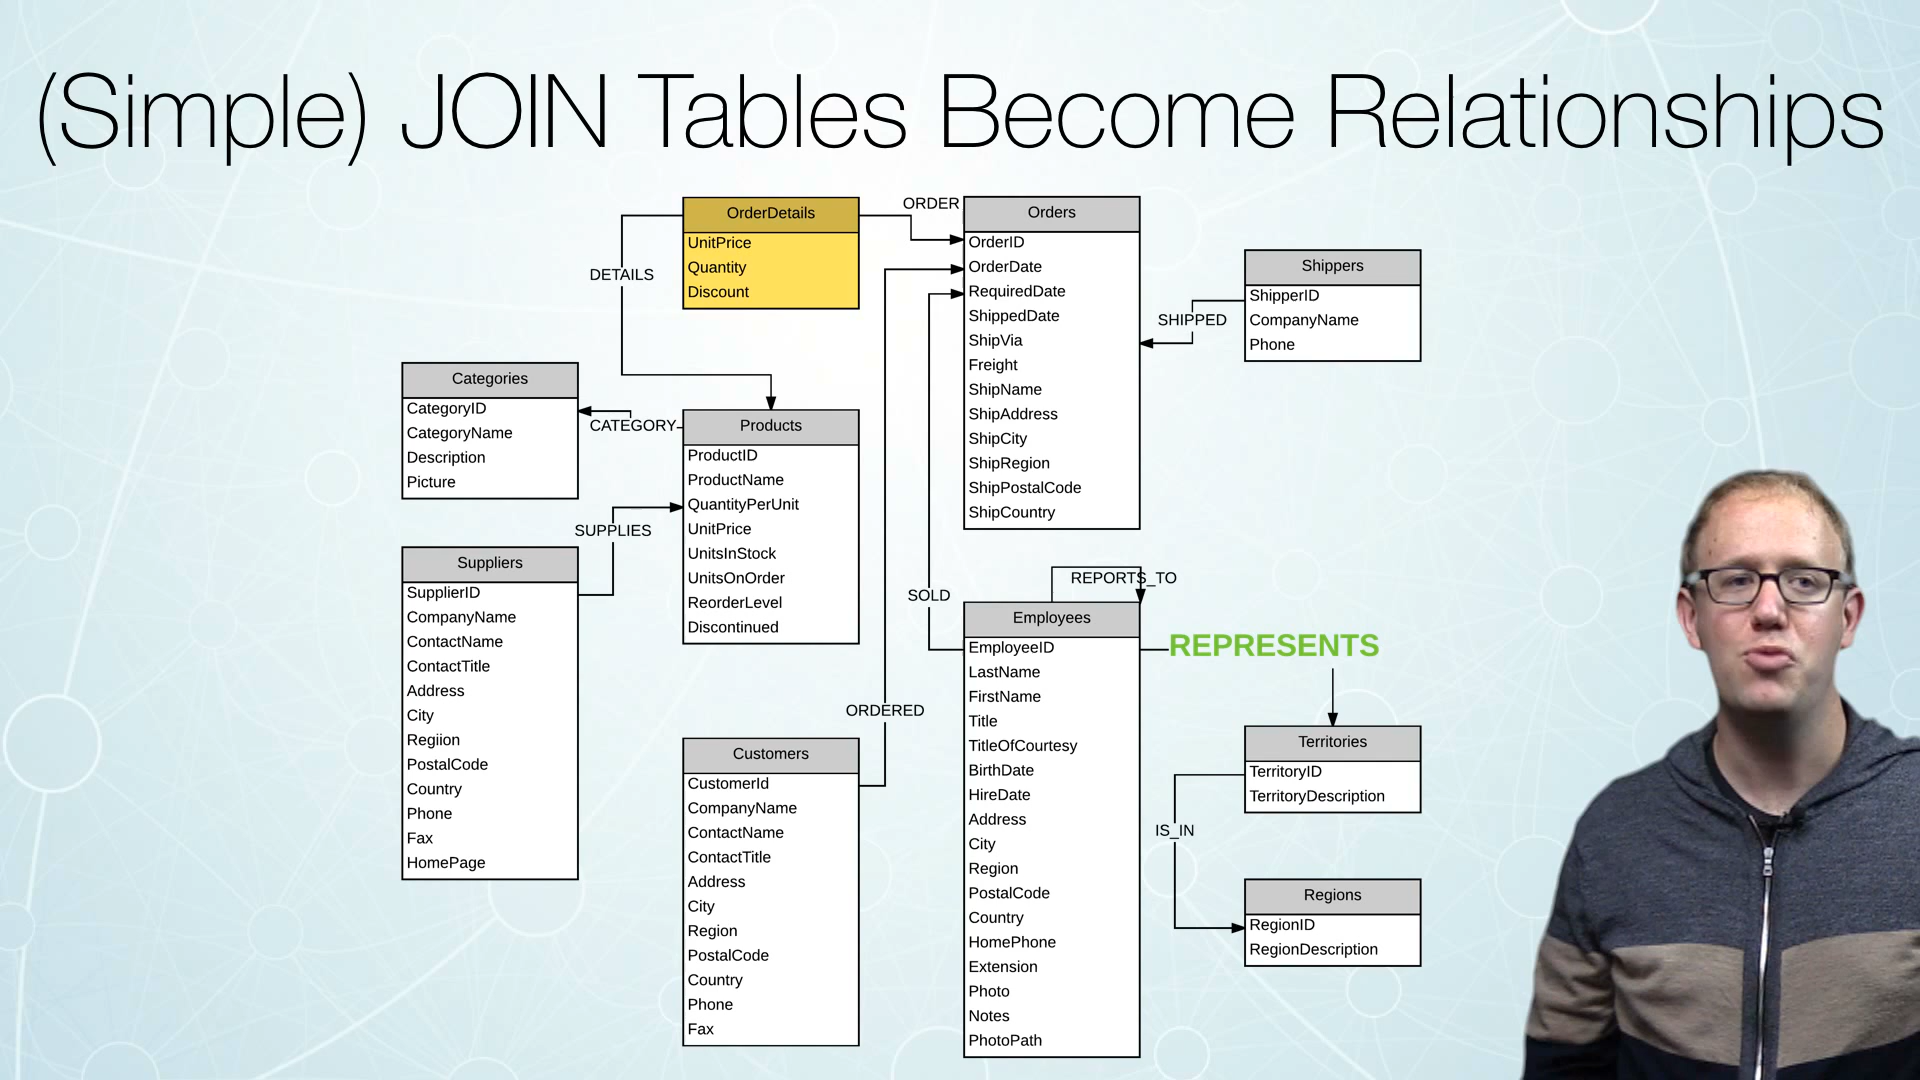 (Simple) JOIN Tables Become Relationships
OrderDetails
UnitPrice
Quantity
Discount
ORDER
DETAILS
Orders
OrderID
OrderDate
RequiredDate
ShippedDate
ShipVia
Freight
ShipName
ShipAddress
ShipCity
ShipRegion
ShipPostalCode
ShipCountry
SHIPPED
Shippers
ShipperID
CompanyName
Phone
Categories
CategoryID
CategoryName
Description
Picture
CATEGORY
Products
ProductID
ProductName
QuantityPerUnit
UnitPrice
UnitsInStock
UnitsOnOrder
ReorderLevel
Discontinued
SUPPLIES
Suppliers
SupplierID
CompanyName
ContactName
ContactTitle
Address
City
Regiion
PostalCode
Country
Phone
Fax
HomePage
ORDERED
Customers
CustomerId
CompanyName
ContactName
ContactTitle
Address
City
Region
PostalCode
Country
Phone
Fax
SOLD
REPORTS_TO
Employees
EmployeeID
LastName
FirstName
Title
TitleOfCourtesy
BirthDate
HireDate
Address
City
Region
PostalCode
Country
HomePhone
Extension
Photo
Notes
PhotoPath
REPRESENTS
Territories
TerritoryID
TerritoryDescription
IS_IN
Regions
RegionID
RegionDescription